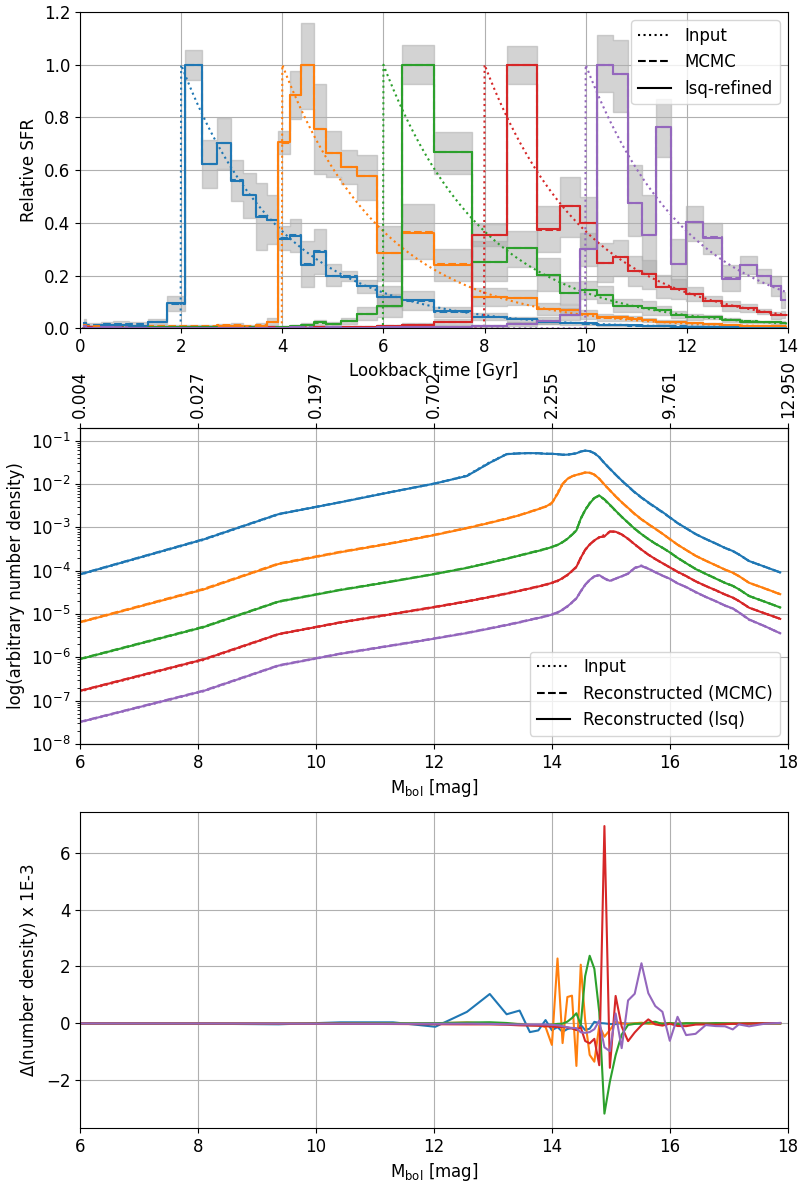 1.2
1.0
0.8
0.6
0.4
0.2
0.0
Relative SFR
Input
MCMC
lsq-refined
0 2 4 6 8 10 12 14
Lookback time [Gyr]
0.004 0.027 0.197 0.702 2.255 9.761 12.950
10⁻¹
10⁻²
10⁻³
10⁻⁴
10⁻⁵
10⁻⁶
10⁻⁷
10⁻⁸
log(arbitrary number density)
Input
Reconstructed (MCMC)
Reconstructed (lsq)
6 8 10 12 14 16 18
M_bol [mag]
6
4
2
0
−2
Δ(number density) x 1E-3
6 8 10 12 14 16 18
M_bol [mag]